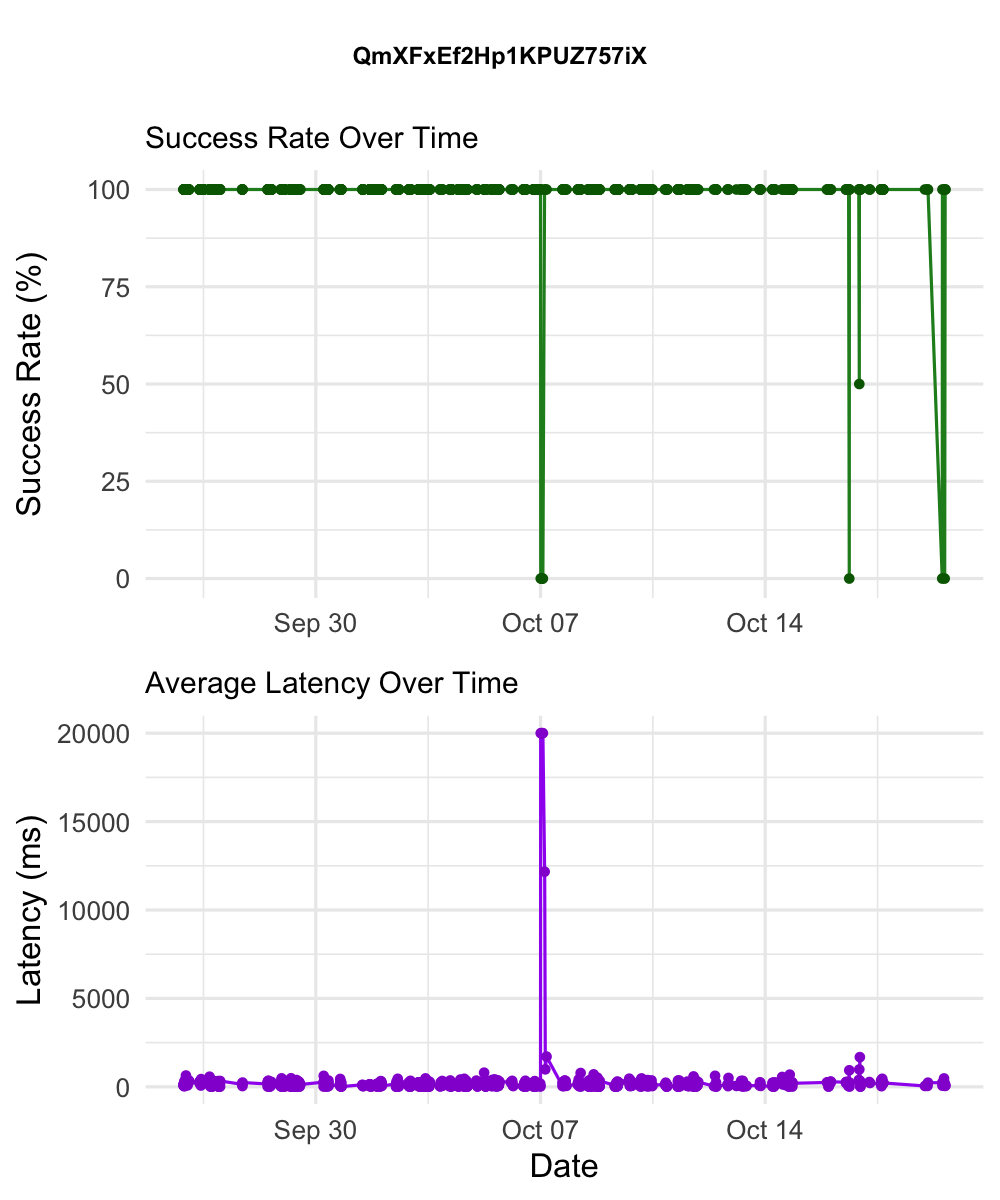 QmXFxEf2Hp1KPUZ757iX
Success Rate Over Time
Success Rate (%)
100
75
50
25
0
Sep 30
Oct 07
Oct 14
Average Latency Over Time
Latency (ms)
20000
15000
10000
5000
0
Sep 30
Oct 07
Oct 14
Date